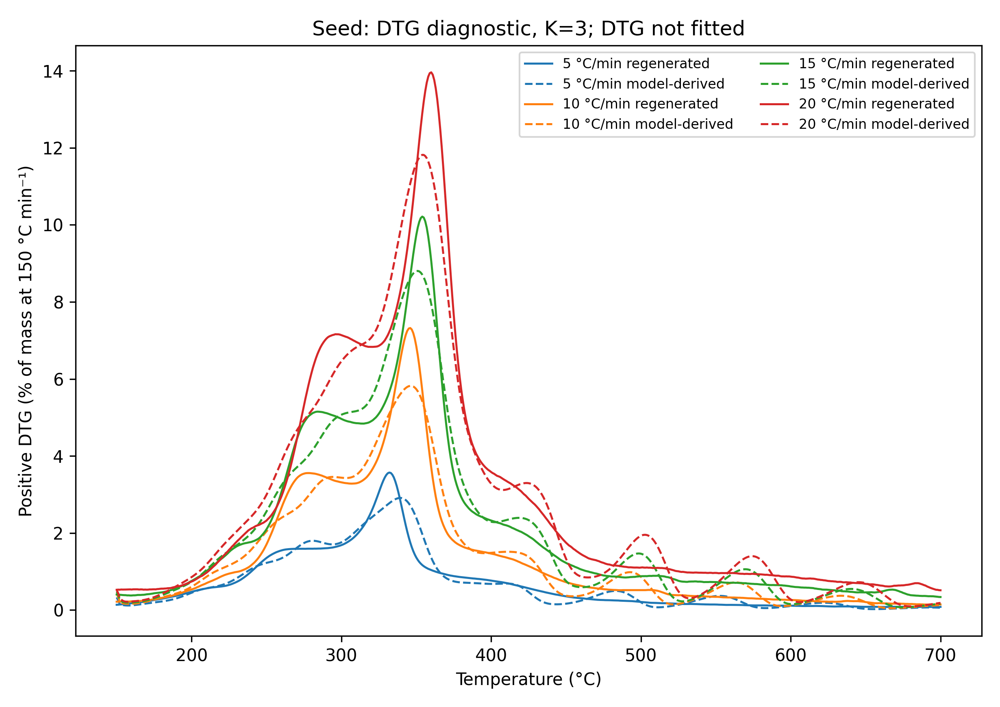 Seed: DTG diagnostic, K=3; DTG not fitted
5 °C/min regenerated
5 °C/min model-derived
10 °C/min regenerated
10 °C/min model-derived
15 °C/min regenerated
15 °C/min model-derived
20 °C/min regenerated
20 °C/min model-derived
Positive DTG (% of mass at 150 °C min⁻¹)
14
12
10
8
6
4
2
0
200
300
400
500
600
700
Temperature (°C)